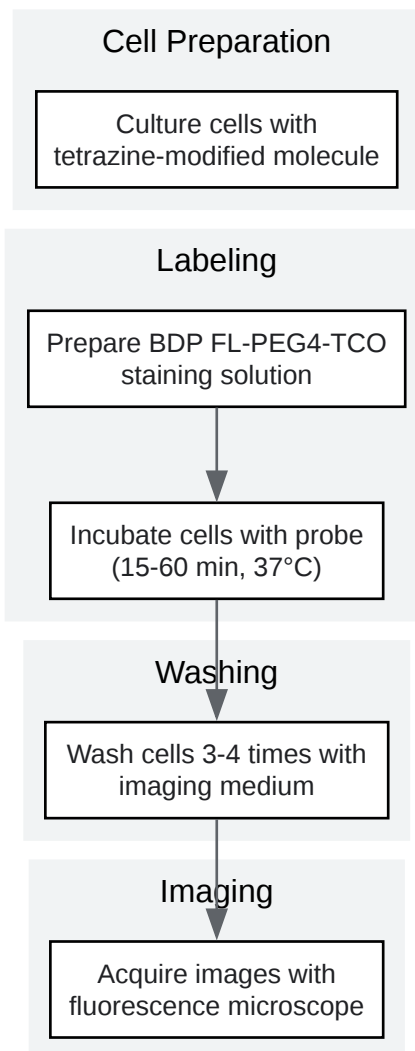 Cell Preparation
Culture cells with
tetrazine-modified molecule
Labeling
Prepare BDP FL-PEG4-TCO
staining solution
Incubate cells with probe
(15-60 min, 37°C)
Washing
Wash cells 3-4 times with
imaging medium
Imaging
Acquire images with
fluorescence microscope